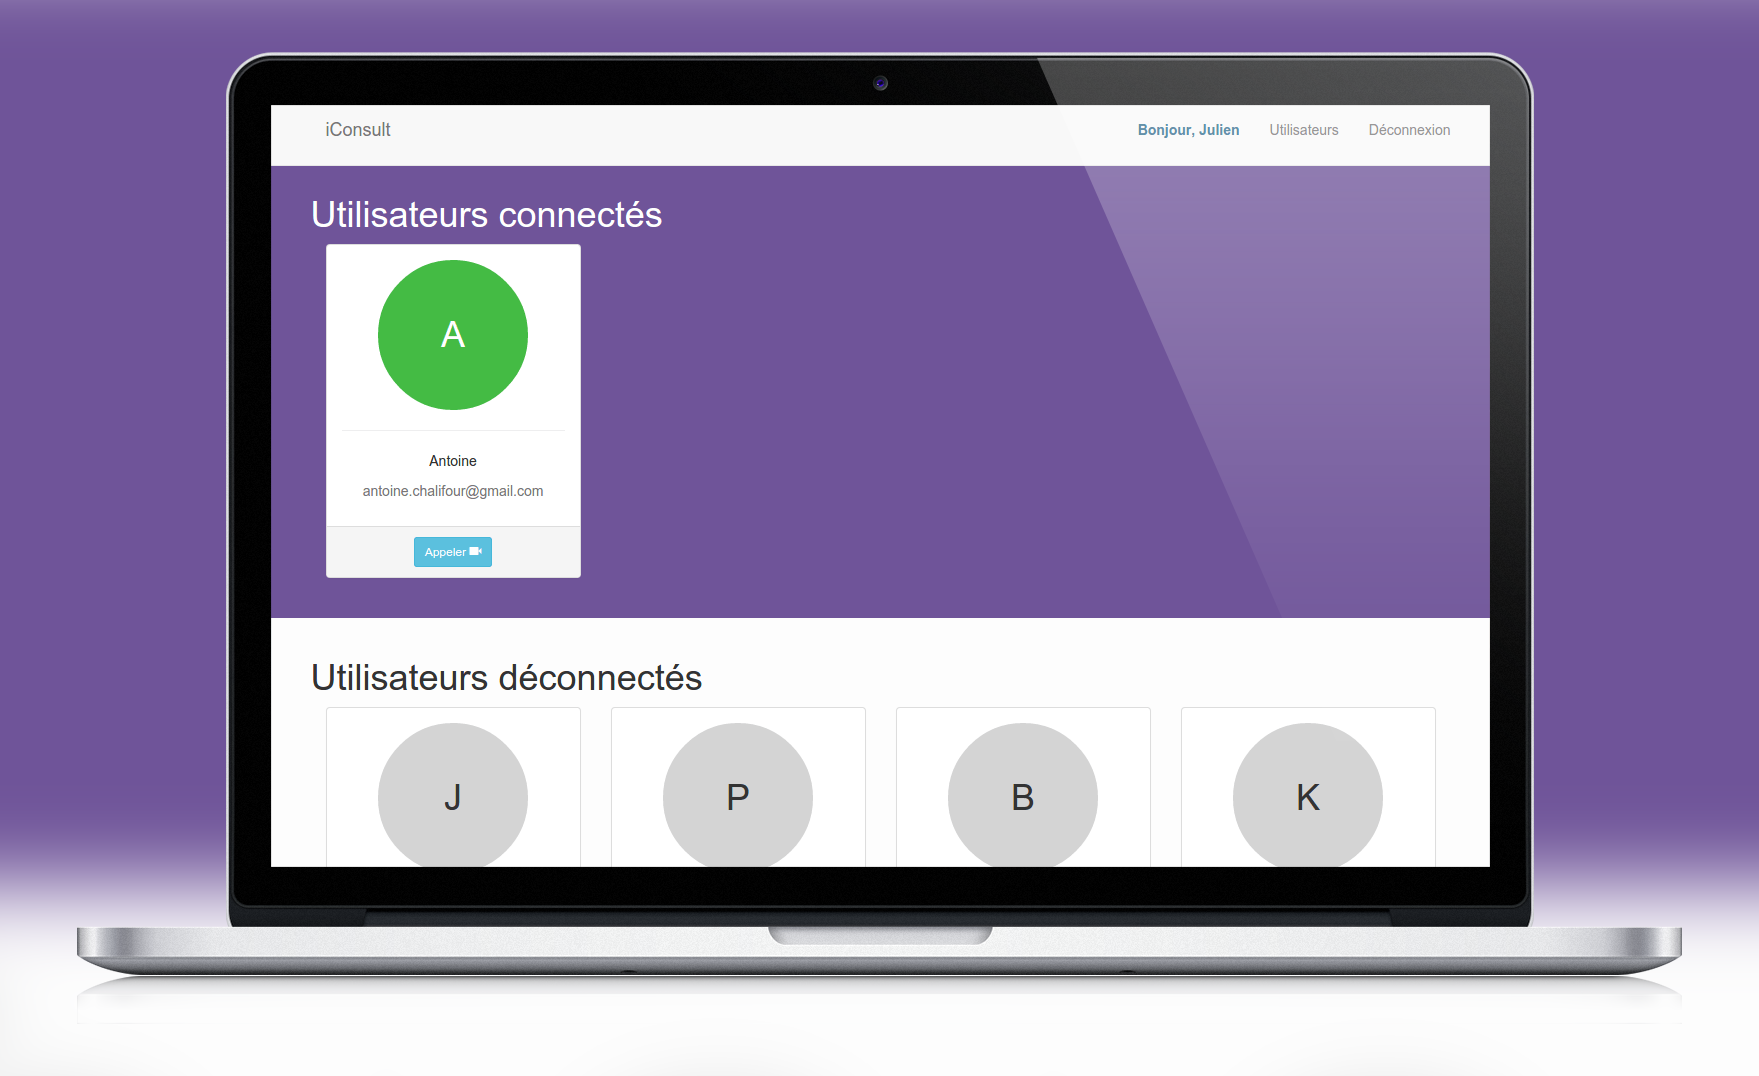 iConsult
Bonjour, Julien Utilisateurs Déconnexion
Utilisateurs connectés
A
Antoine
antoine.chalifour@gmail.com
Appeler
Utilisateurs déconnectés
J P B K